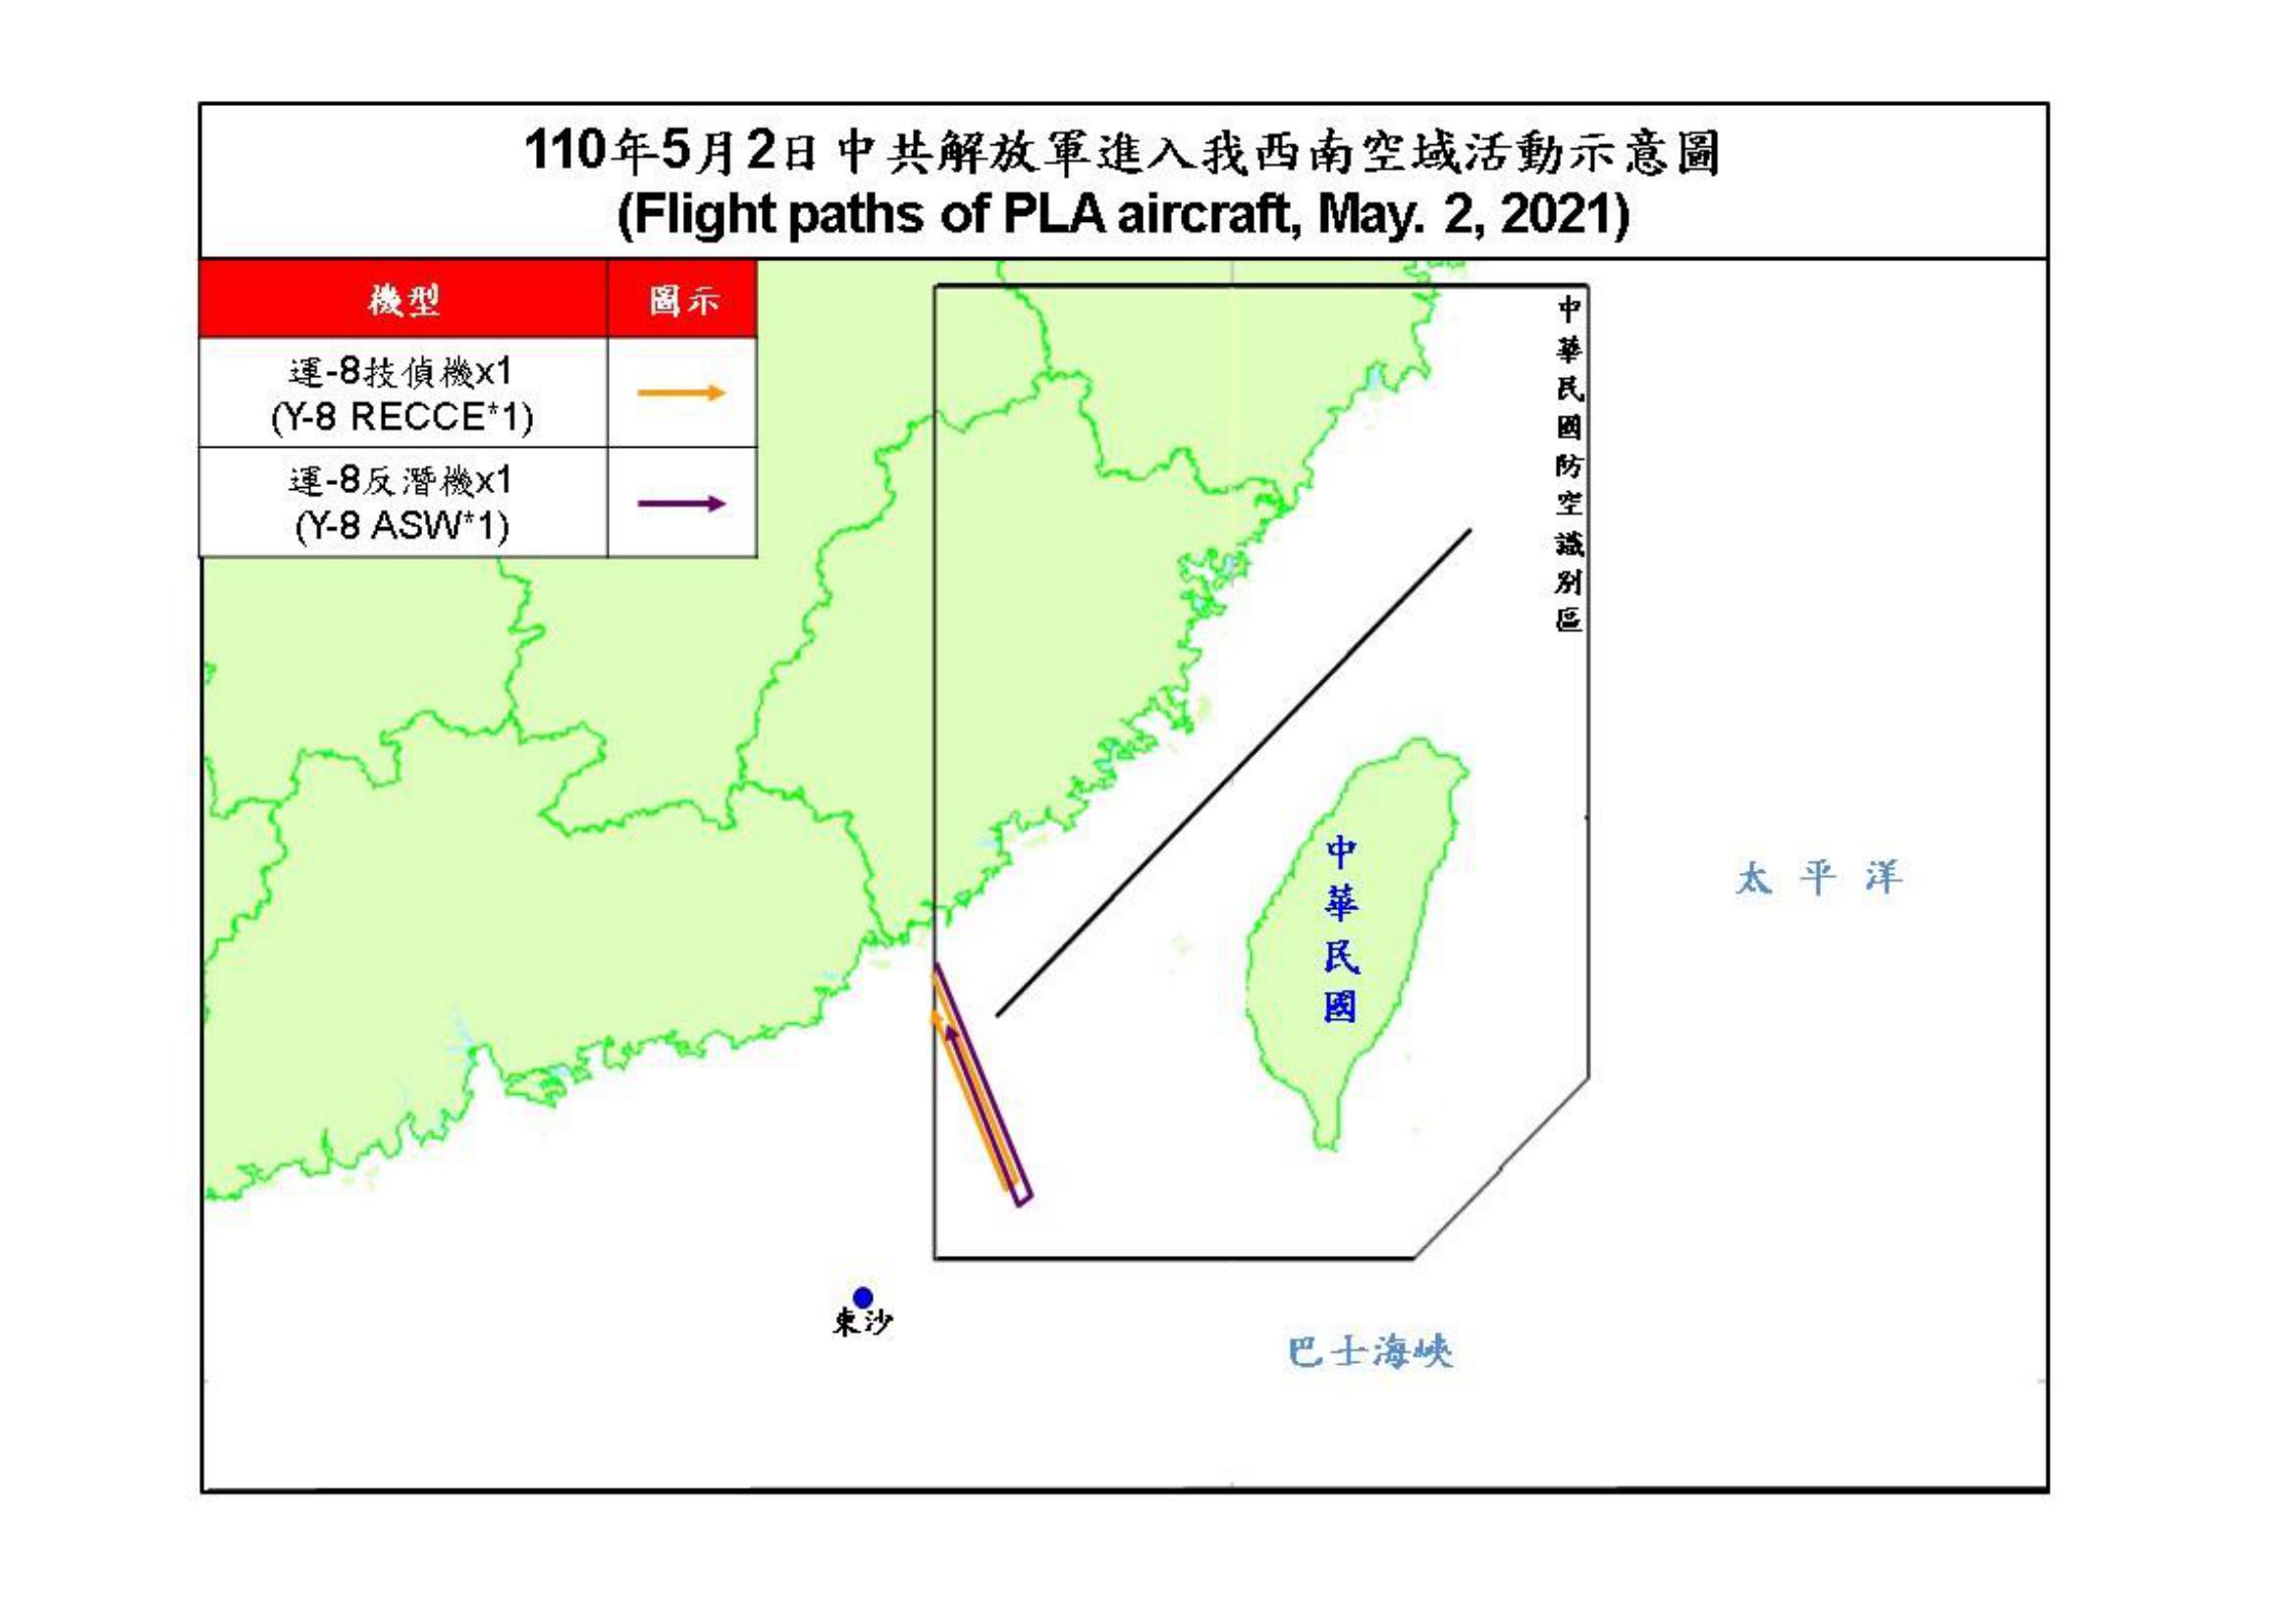 110年5月2日中共解放軍進入我西南空域活動示意圖
(Flight paths of PLA aircraft, May. 2, 2021)
機型
圖示
運-8技偵機x1
(Y-8 RECCE*1)
運-8反潛機x1
(Y-8 ASW*1)
中華民國防空識別區
中華民國
太平洋
東沙
巴士海峽